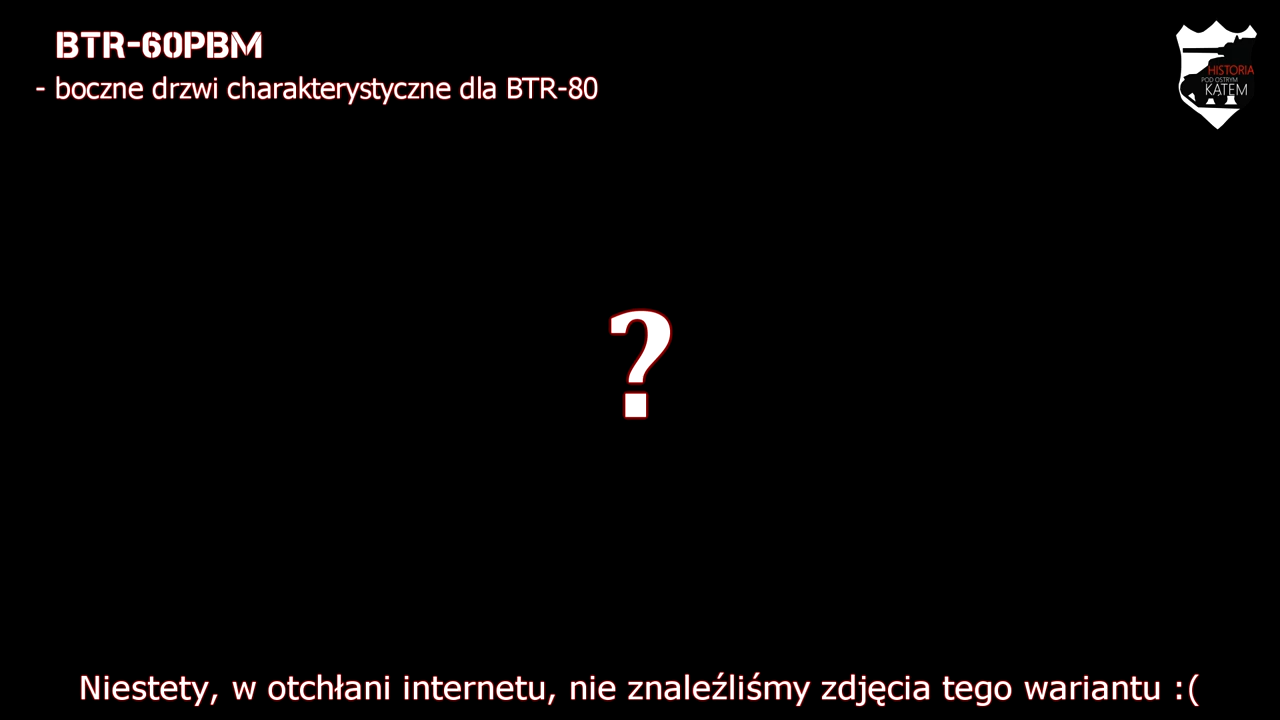 BTR-60PBM
- boczne drzwi charakterystyczne dla BTR-80
HISTORIA
POD OSTRYM
KĄTEM
?
Niestety, w otchłani internetu, nie znaleźliśmy zdjęcia tego wariantu :(